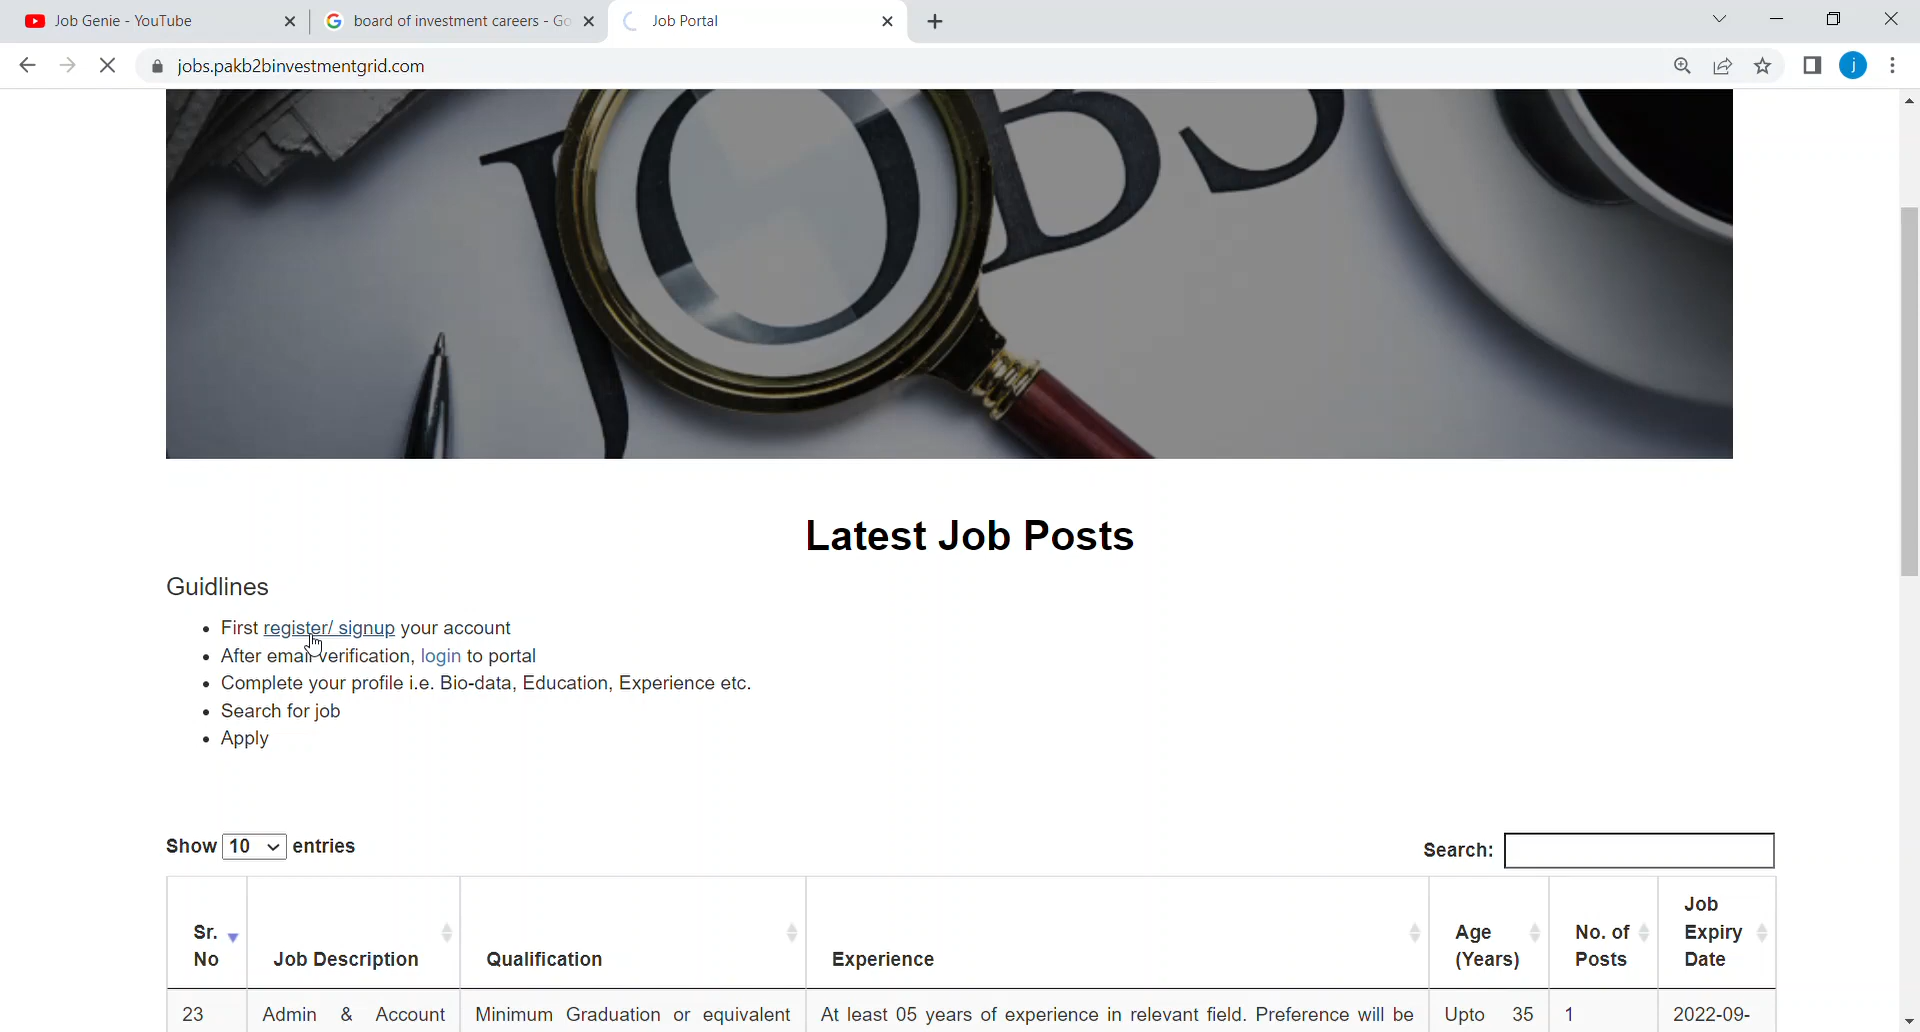 Job Genie - YouTube
board of investment careers - Go
Job Portal
jobs.pakb2binvestmentgrid.com
j
JOBS
Latest Job Posts
Guidlines
First register/ signup your account
After email verification, login to portal
Complete your profile i.e. Bio-data, Education, Experience etc.
Search for job
Apply
Show 10 entries
Search:
Sr. No
Job Description
Qualification
Experience
Age (Years)
No. of Posts
Job Expiry Date
23 Admin & Account Minimum Graduation or equivalent At least 05 years of experience in relevant field. Preference will be Upto 35 1 2022-09-